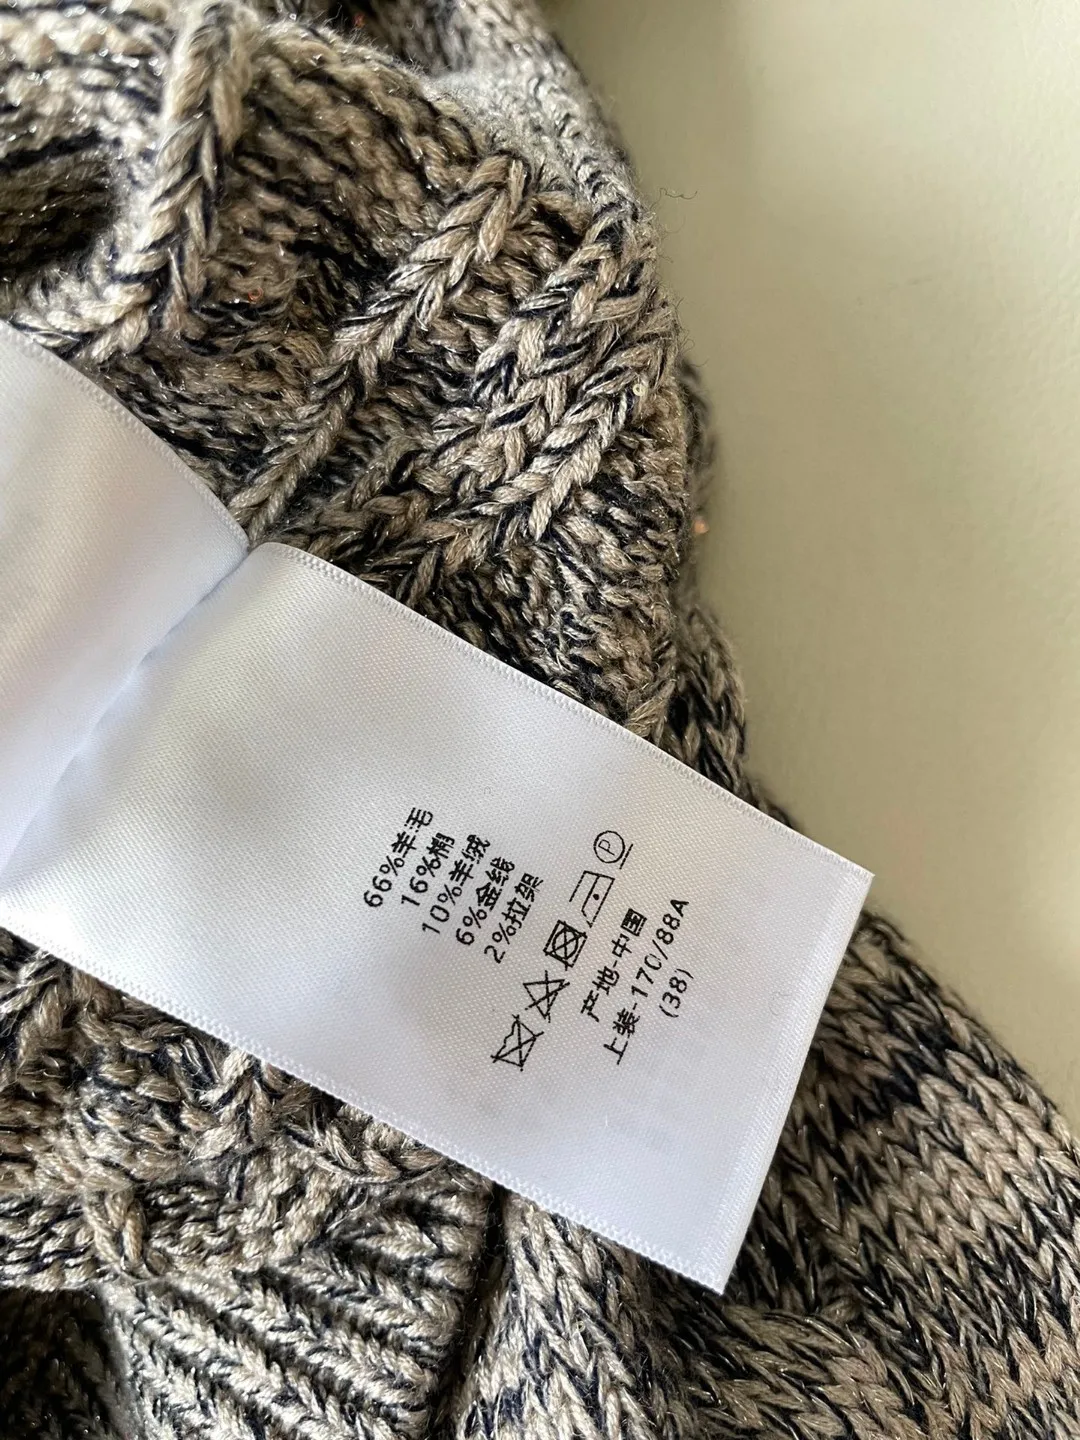 66%羊毛
16%棉
10%羊绒
6%金线
2%拉架
P
产地-中国
上装-170/88A
(38)